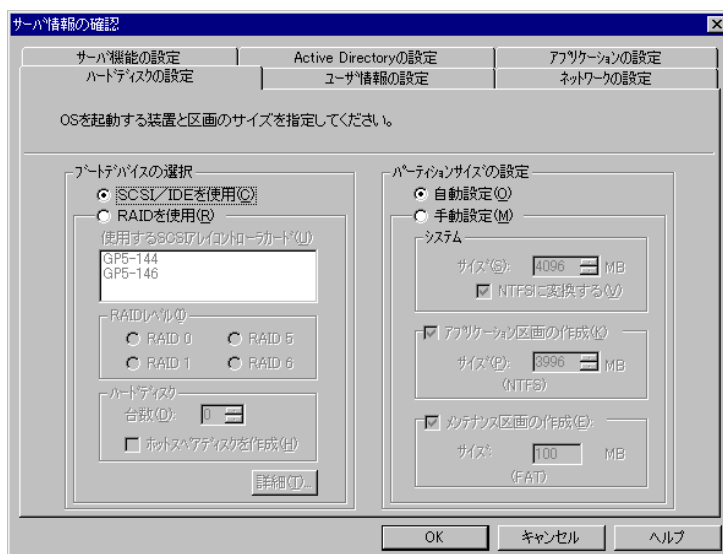 サーバ情報の確認
サーバ機能の設定 Active Directoryの設定 アプリケーションの設定
ハードディスクの設定 ユーザ情報の設定 ネットワークの設定
OSを起動する装置と区画のサイズを指定してください。
ブートデバイスの選択
SCSI/IDEを使用(C)
RAIDを使用(R)
使用するSCSIアレイコントローラカード(U)
GP5-144
GP5-146
RAIDレベル(I)
RAID 0 RAID 5
RAID 1 RAID 6
ハードディスク
台数(D): 0
ホットスペアディスクを作成(H)
詳細(T)...
パーティションサイズの設定
自動設定(O)
手動設定(M)
システム
サイズ(S): 4096 MB
NTFSに変換する(V)
アプリケーション区画の作成(K)
サイズ(P): 3996 MB
(NTFS)
メンテナンス区画の作成(E):
サイズ: 100 MB
(FAT)
OK キャンセル ヘルプ